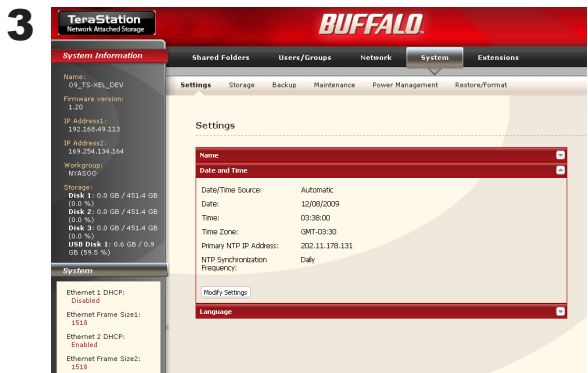 3
TeraStation
Network Attached Storage
BUFFALO
System Information
Shared Folders Users/Groups Network System Extensions
Settings Storage Backup Maintenance Power Management Restore/Format
Name:
09_TS-XEL_DEV
Firmware version:
1.20
IP Address1:
192.168.49.113
IP Address2:
169.254.134.164
Workgroup:
NYASOO
Storage:
Disk 1: 0.0 GB / 451.4 GB
(0.0 %)
Disk 2: 0.0 GB / 451.4 GB
(0.0 %)
Disk 3: 0.0 GB / 451.4 GB
(0.0 %)
USB Disk 1: 0.6 GB / 0.9
GB (59.5 %)
System
Ethernet 1 DHCP:
Disabled
Ethernet Frame Size1:
1518
Ethernet 2 DHCP:
Enabled
Ethernet Frame Size2:
1518
Settings
Name
Date and Time
Date/Time Source: Automatic
Date: 12/08/2009
Time: 03:38:00
Time Zone: GMT-03:30
Primary NTP IP Address: 202.11.178.131
NTP Synchronization Daily
Frequency:
Modify Settings
Language